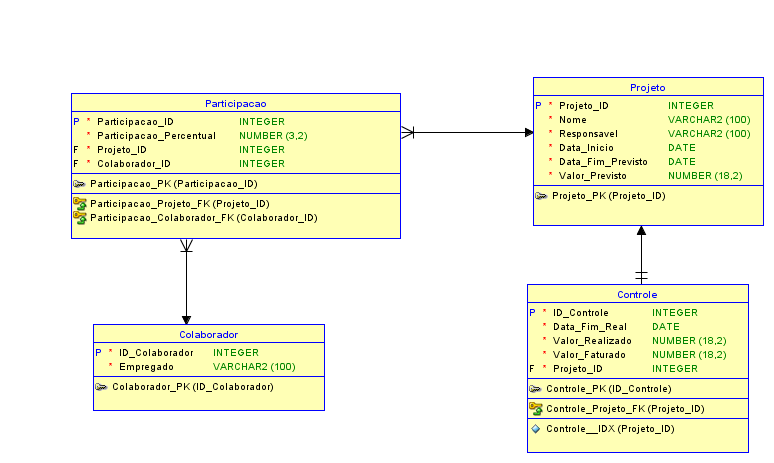 Participacao
P * Participacao_ID INTEGER
* Participacao_Percentual NUMBER (3,2)
F * Projeto_ID INTEGER
F * Colaborador_ID INTEGER
Participacao_PK (Participacao_ID)
Participacao_Projeto_FK (Projeto_ID)
Participacao_Colaborador_FK (Colaborador_ID)
Projeto
P * Projeto_ID INTEGER
* Nome VARCHAR2 (100)
* Responsavel VARCHAR2 (100)
* Data_Inicio DATE
* Data_Fim_Previsto DATE
* Valor_Previsto NUMBER (18,2)
Projeto_PK (Projeto_ID)
Colaborador
P * ID_Colaborador INTEGER
* Empregado VARCHAR2 (100)
Colaborador_PK (ID_Colaborador)
Controle
P * ID_Controle INTEGER
* Data_Fim_Real DATE
* Valor_Realizado NUMBER (18,2)
* Valor_Faturado NUMBER (18,2)
F * Projeto_ID INTEGER
Controle_PK (ID_Controle)
Controle_Projeto_FK (Projeto_ID)
Controle__IDX (Projeto_ID)